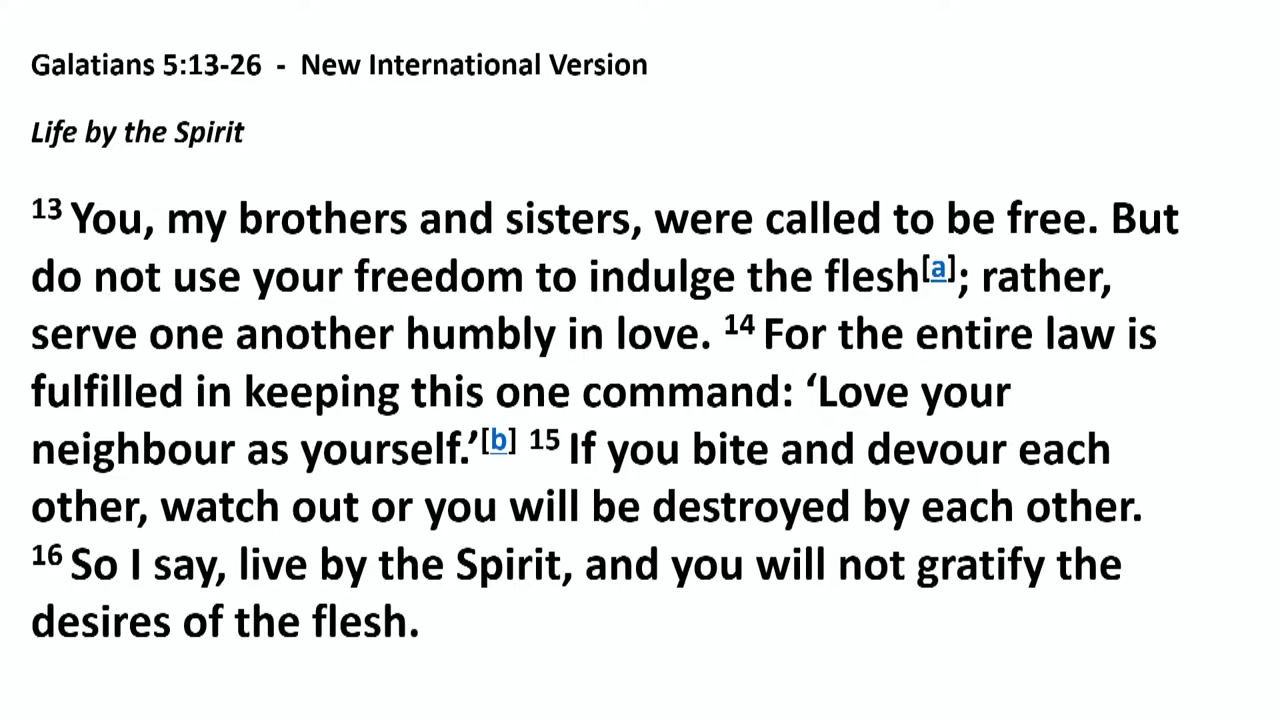 Galatians 5:13-26 - New International Version
Life by the Spirit
13 You, my brothers and sisters, were called to be free. But
do not use your freedom to indulge the flesh[a]; rather,
serve one another humbly in love. 14 For the entire law is
fulfilled in keeping this one command: ‘Love your
neighbour as yourself.’[b] 15 If you bite and devour each
other, watch out or you will be destroyed by each other.
16 So I say, live by the Spirit, and you will not gratify the
desires of the flesh.